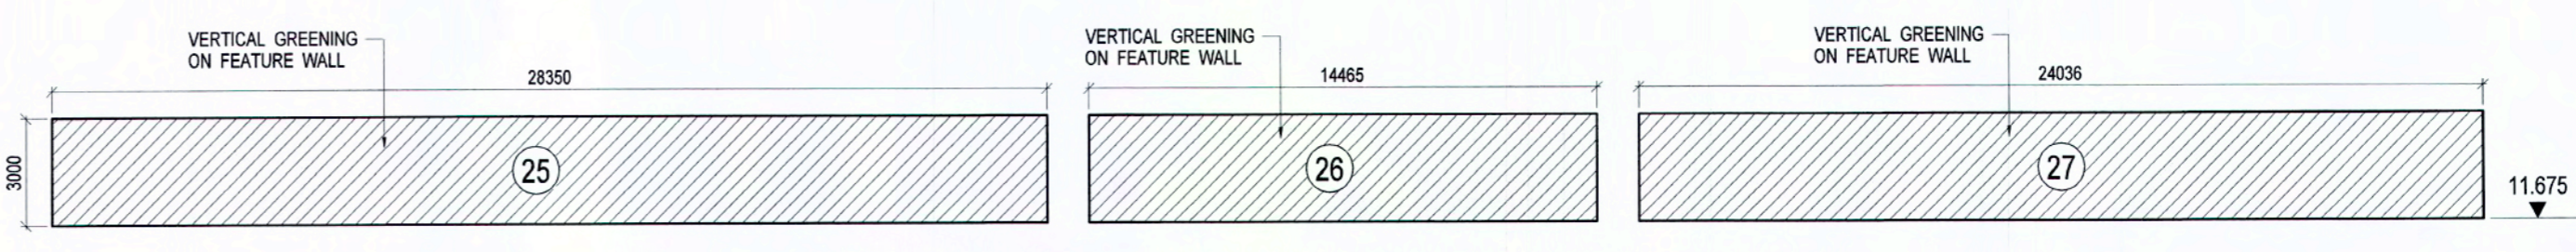 VERTICAL GREENING
ON FEATURE WALL
28350
3000
25
VERTICAL GREENING
ON FEATURE WALL
14465
26
VERTICAL GREENING
ON FEATURE WALL
24036
27
11.675